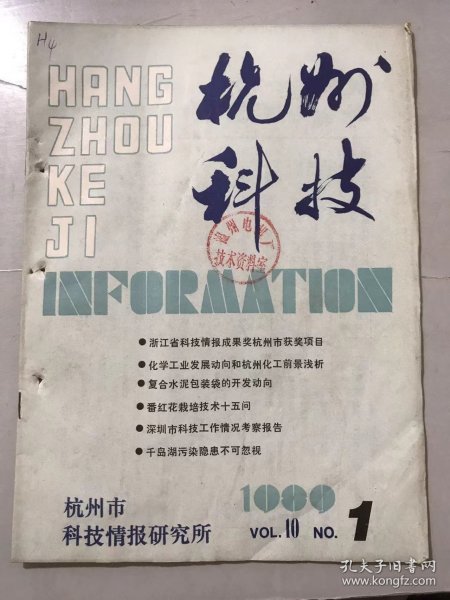 H4
HANG
ZHOU
KE
JI
杭州
科技
INFORMATION
技术资料室
●浙江省科技情报成果奖杭州市获奖项目
●化学工业发展动向和杭州化工前景浅析
●复合水泥包装袋的开发动向
●番红花栽培技术十五问
●深圳市科技工作情况考察报告
●千岛湖污染隐患不可忽视
杭州市
科技情报研究所
1989
VOL.10 NO. 1
孔夫子旧书网
www.kongfz.com